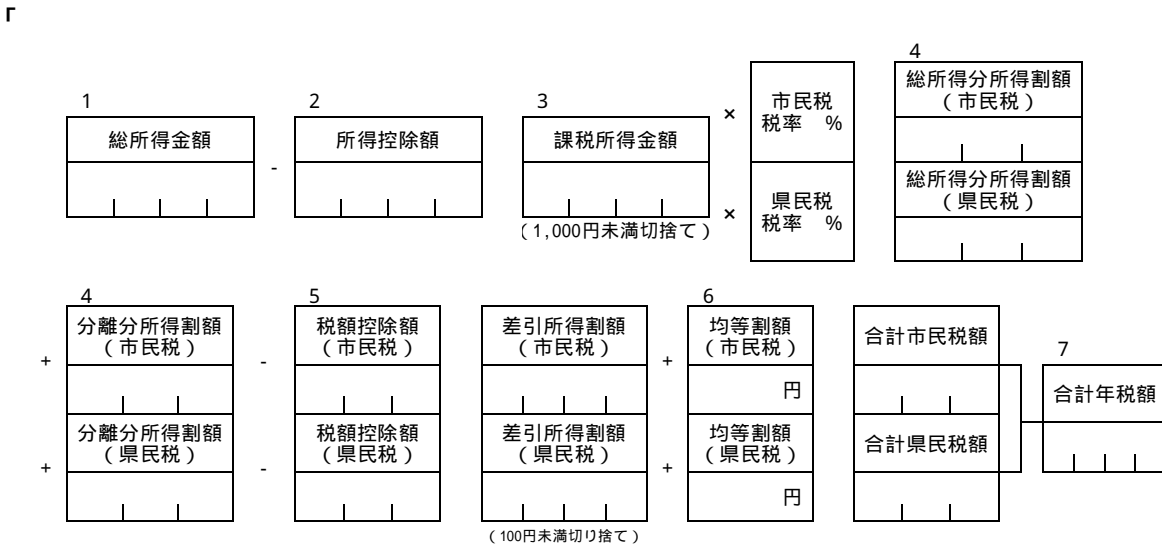 「
1
総所得金額
-
2
所得控除額
3
課税所得金額
(1,000円未満切捨て)
×
市民税
税率 %
×
県民税
税率 %
4
総所得分所得割額
(市民税)
総所得分所得割額
(県民税)
+
4
分離分所得割額
(市民税)
+
分離分所得割額
(県民税)
-
5
税額控除額
(市民税)
-
税額控除額
(県民税)
差引所得割額
(市民税)
差引所得割額
(県民税)
(100円未満切り捨て)
+
6
均等割額
(市民税)
円
+
均等割額
(県民税)
円
合計市民税額
合計県民税額
7
合計年税額